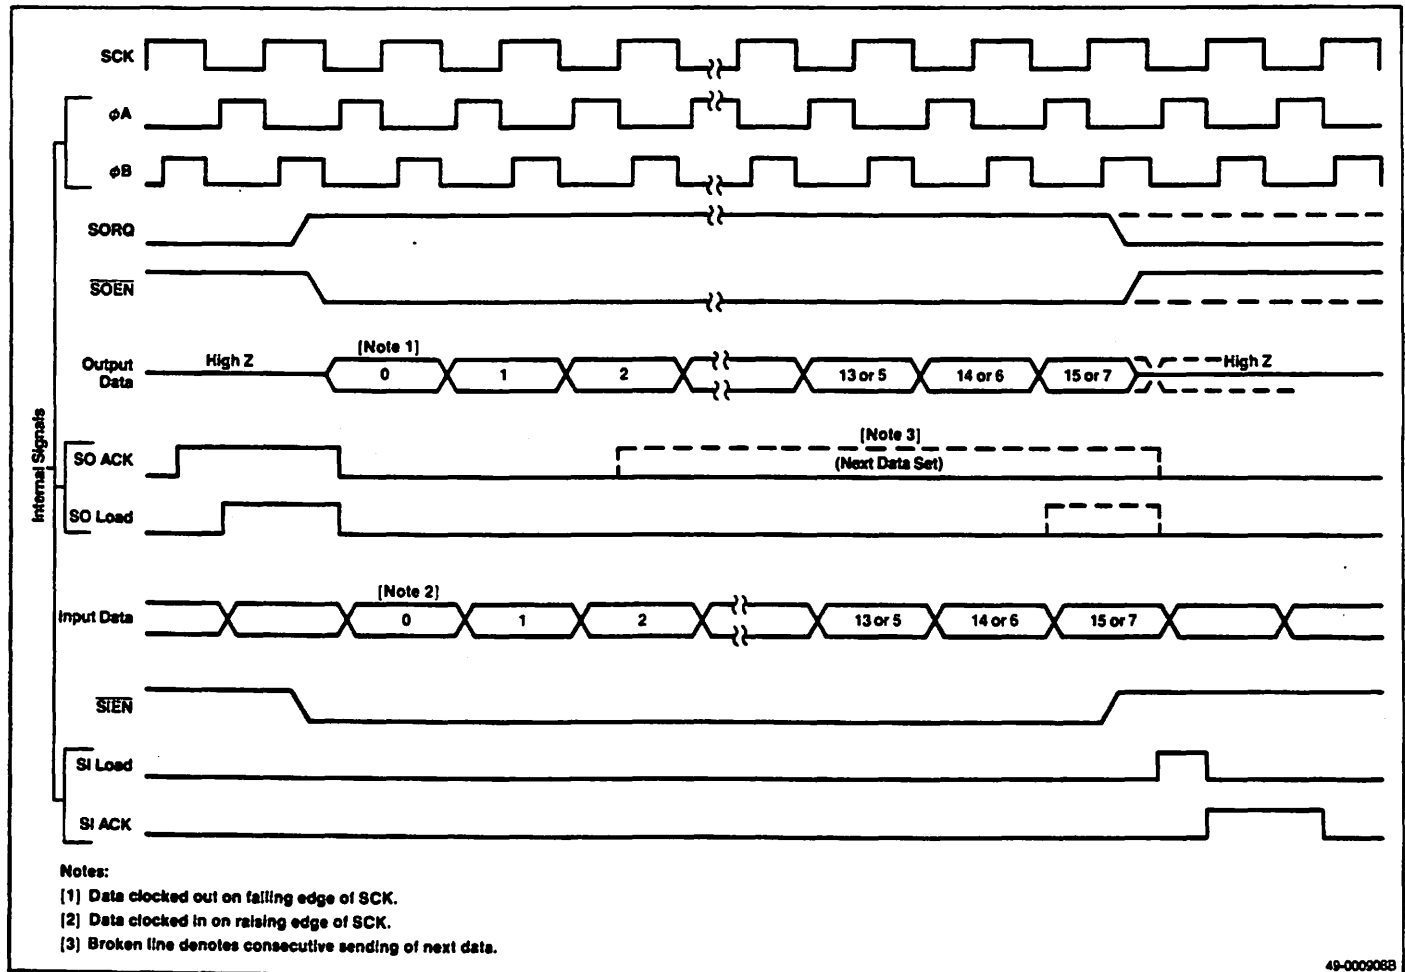 SCK
φA
φB
SORQ
SOEN
High Z
[Note 1]
Output
Data
0
1
2
13 or 5
14 or 6
15 or 7
High Z
Internal Signals
SO ACK
[Note 3]
(Next Data Set)
SO Load
[Note 2]
Input Data
0
1
2
13 or 5
14 or 6
15 or 7
SIEN
SI Load
SI ACK
Notes:
[1] Data clocked out on falling edge of SCK.
[2] Data clocked in on raising edge of SCK.
[3] Broken line denotes consecutive sending of next data.
49-000908B